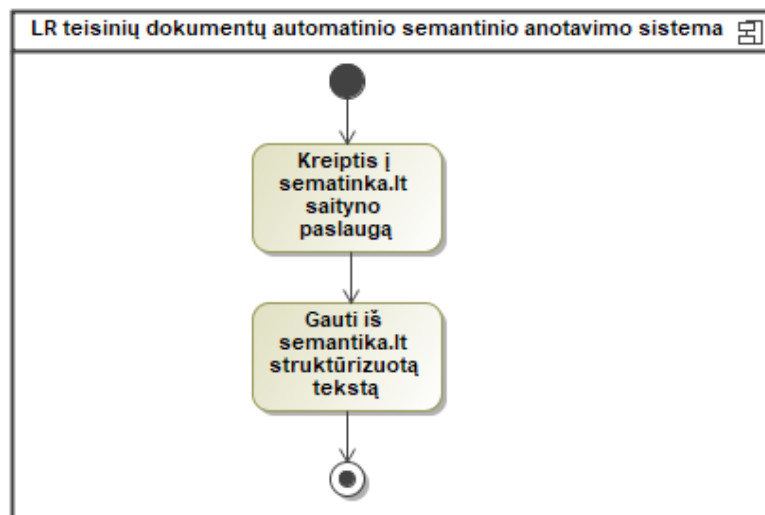 LR teisinių dokumentų automatinio semantinio anotavimo sistema
Kreiptis į
sematinka.lt
saityno
paslaugą
Gauti iš
semantika.lt
struktūrizuotą
tekstą